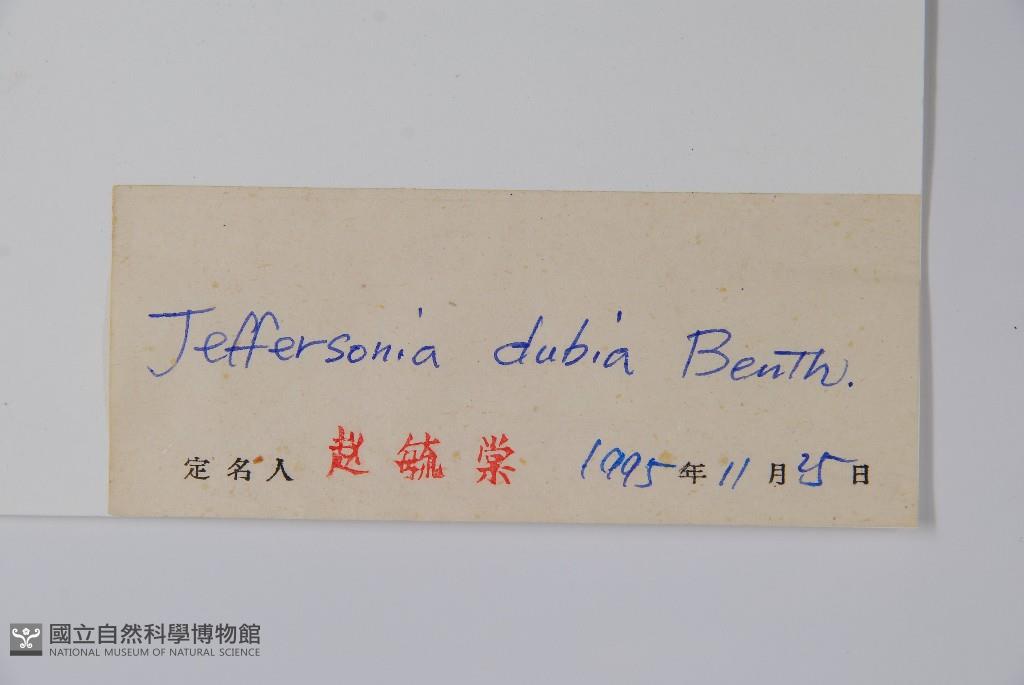 Jeffersonia dubia Benth.
定名人 赵毓棠 1995年11月25日
國立自然科學博物館
NATIONAL MUSEUM OF NATURAL SCIENCE